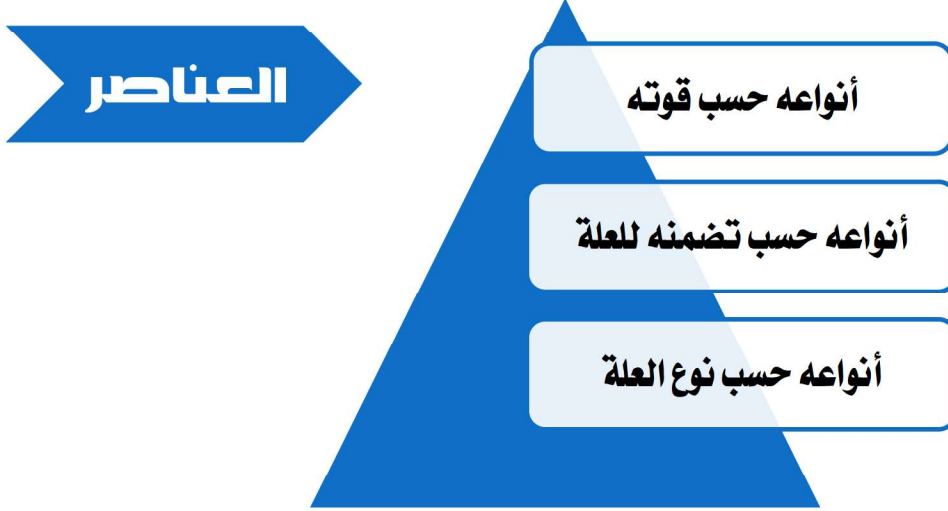 العناصر
أنواعه حسب قوته
أنواعه حسب تضمنه للعلة
أنواعه حسب نوع العلة